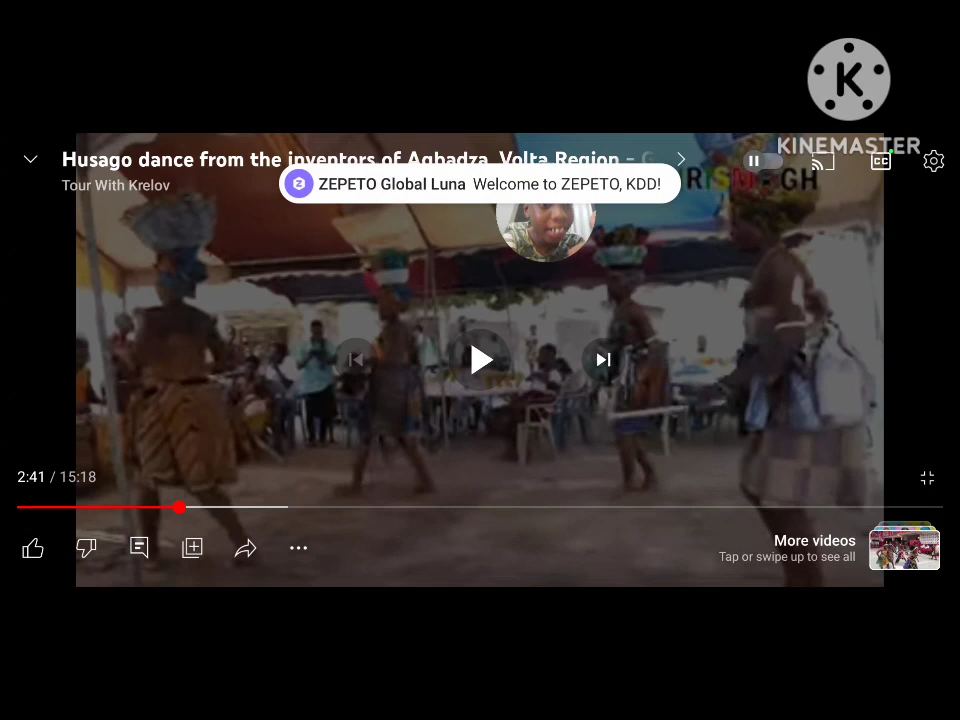 K
KINEMASTER
Husago dance from the inventors of Agbadza, Volta Region - G
Tour With Krelov
ZEPETO Global Luna Welcome to ZEPETO, KDD!
CC
GH
2:41 / 15:18
More videos
Tap or swipe up to see all